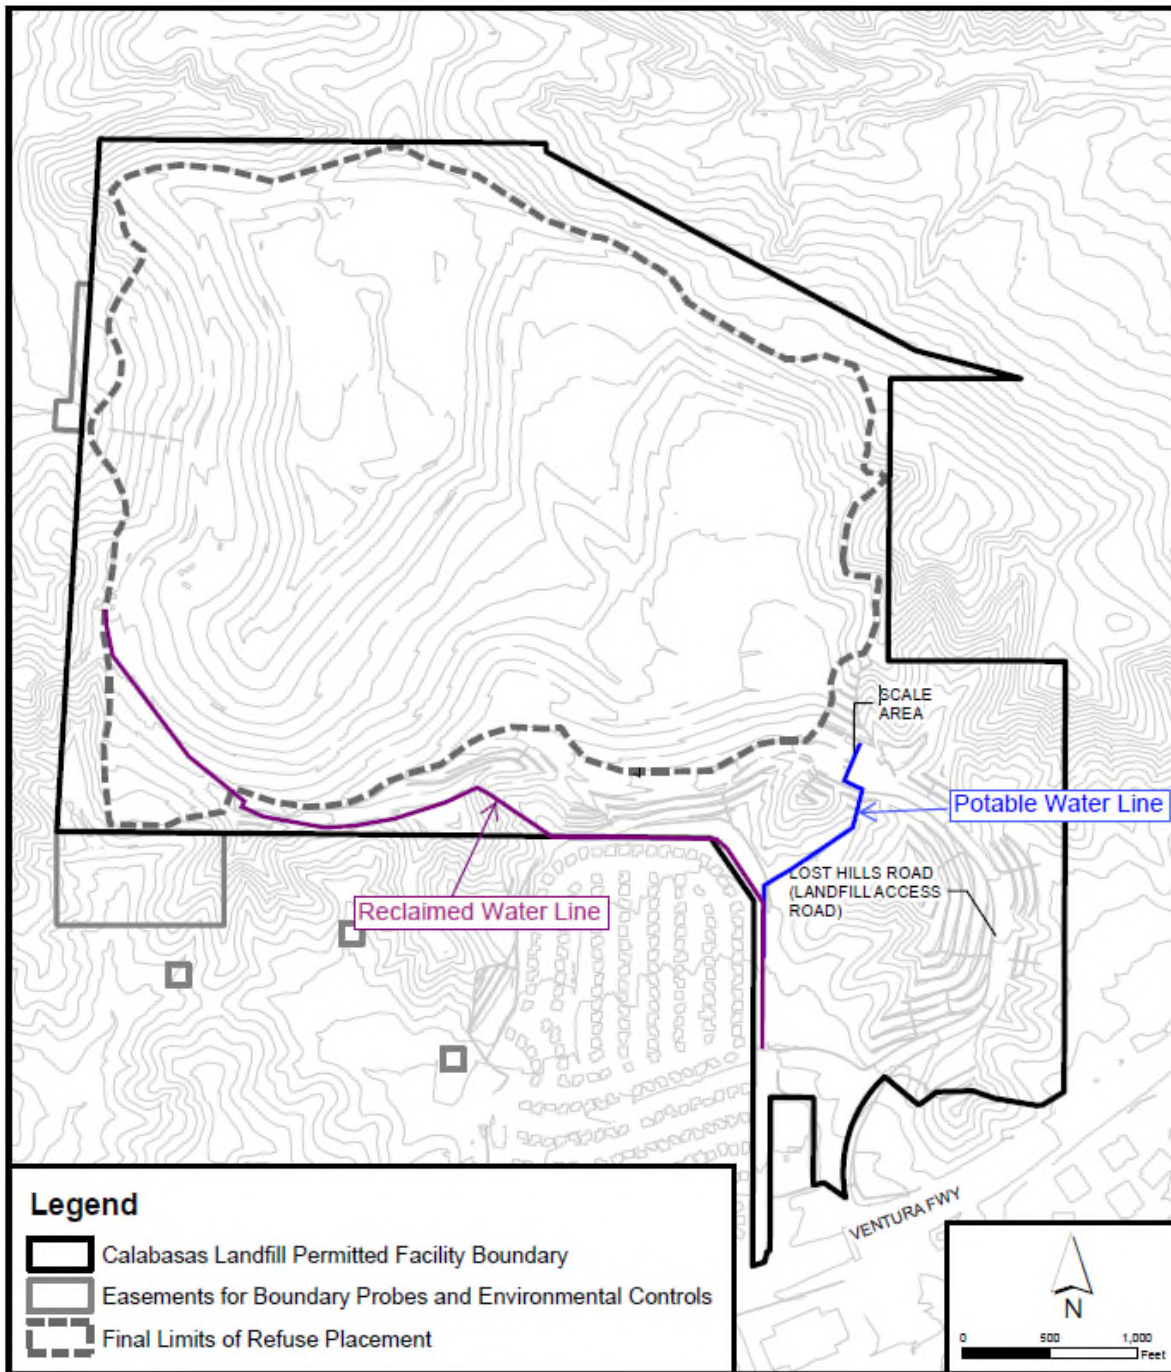 SCALE
AREA
Potable Water Line
LOST HILLS ROAD
(LANDFILL ACCESS
ROAD)
Reclaimed Water Line
VENTURA FWY
Legend
Calabasas Landfill Permitted Facility Boundary
Easements for Boundary Probes and Environmental Controls
Final Limits of Refuse Placement
N
0 500 1,000
Feet